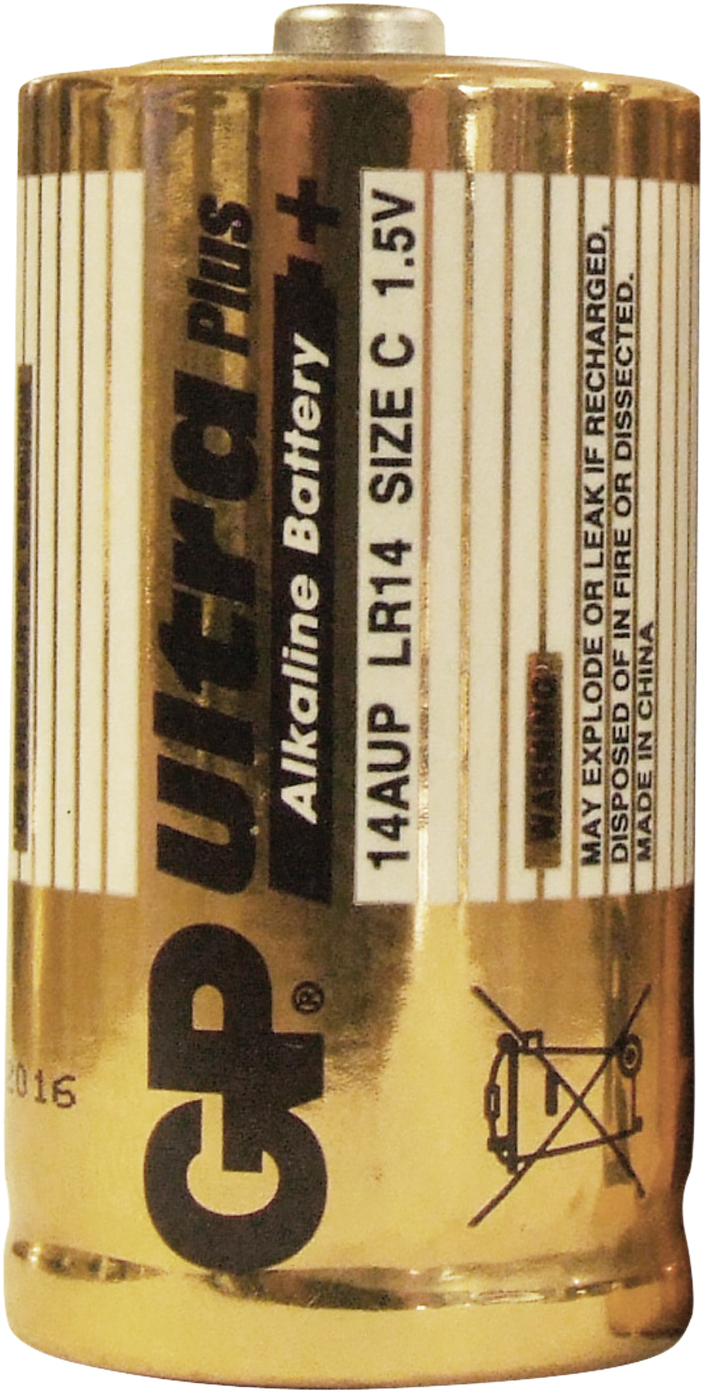 GP® Ultra Plus
Alkaline Battery +
14AUP LR14 SIZE C 1.5V
WARNING
MAY EXPLODE OR LEAK IF RECHARGED,
DISPOSED OF IN FIRE OR DISSECTED.
MADE IN CHINA
2016